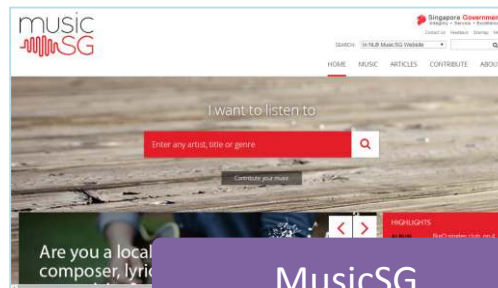 music
SG
Singapore Government
Integrity • Service • Excellence
Contact Us Feedback Sitemap
SEARCH: In NLB MusicSG Website
HOME MUSIC ARTICLES CONTRIBUTE ABOU
I want to listen to
Enter any artist, title or genre
Contribute your music
HIGHLIGHTS
ALBUM
Are you a local
composer, lyric
MusicSG